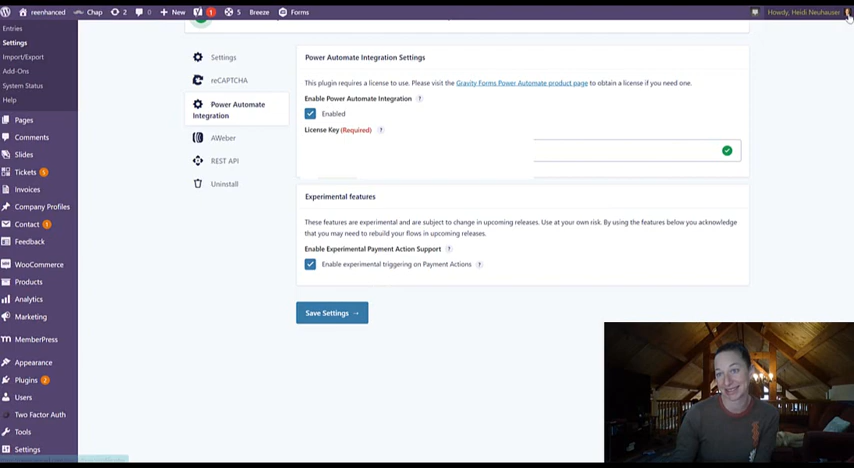 reenhanced
Chap
2
0
New
1
5
Breeze
Forms
Howdy, Heidi Neuhauser
Entries
Settings
Import/Export
Add-Ons
System Status
Help
Pages
Comments
Slides
Tickets 5
Invoices
Company Profiles
Contact 1
Feedback
WooCommerce
Products
Analytics
Marketing
MemberPress
Appearance
Plugins 2
Users
Two Factor Auth
Tools
Settings
Settings
reCAPTCHA
Power Automate
Integration
AWeber
REST API
Uninstall
Power Automate Integration Settings
This plugin requires a license to use. Please visit the Gravity Forms Power Automate product page to obtain a license if you need one.
Enable Power Automate Integration ?
Enabled
License Key (Required) ?
Experimental features
These features are experimental and are subject to change in upcoming releases. Use at your own risk. By using the features below you acknowledge
that you may need to rebuild your flows in upcoming releases.
Enable Experimental Payment Action Support ?
Enable experimental triggering on Payment Actions ?
Save Settings →